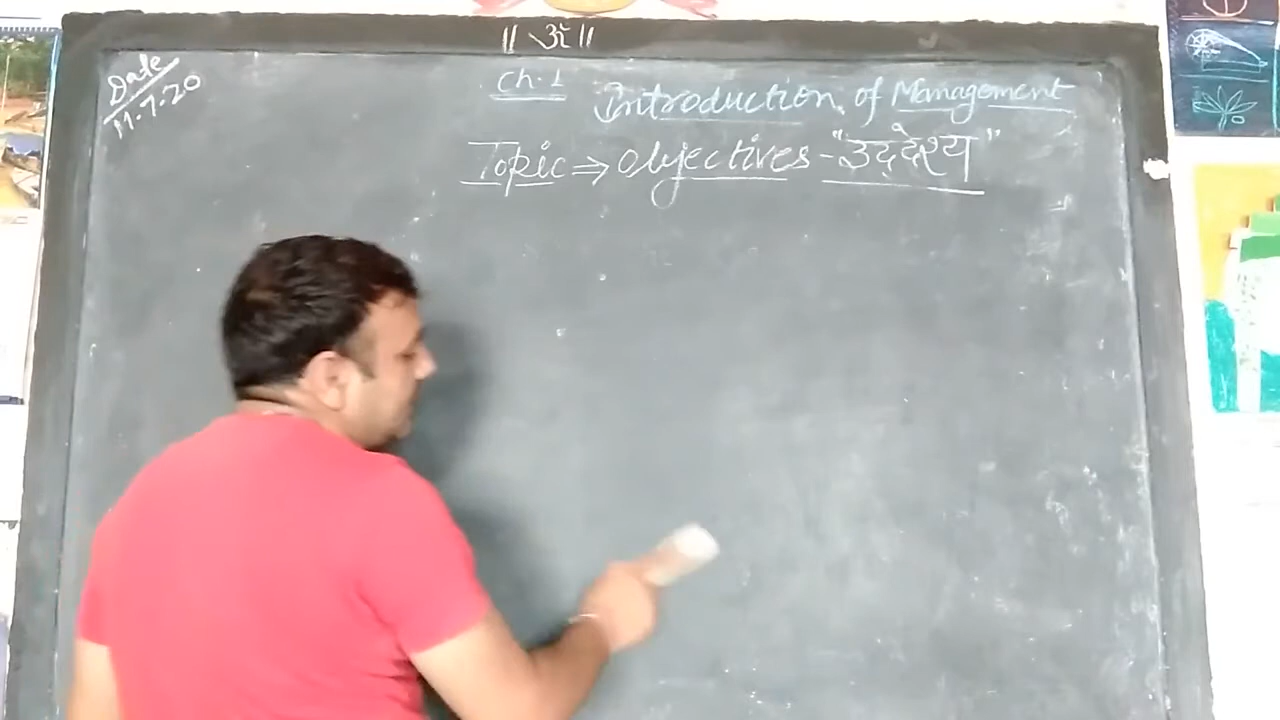 || ॐ ||
Date
11.7.20
Ch. 1 Introduction of Management
Topic ⇒ Objectives - "उद्देश्य"